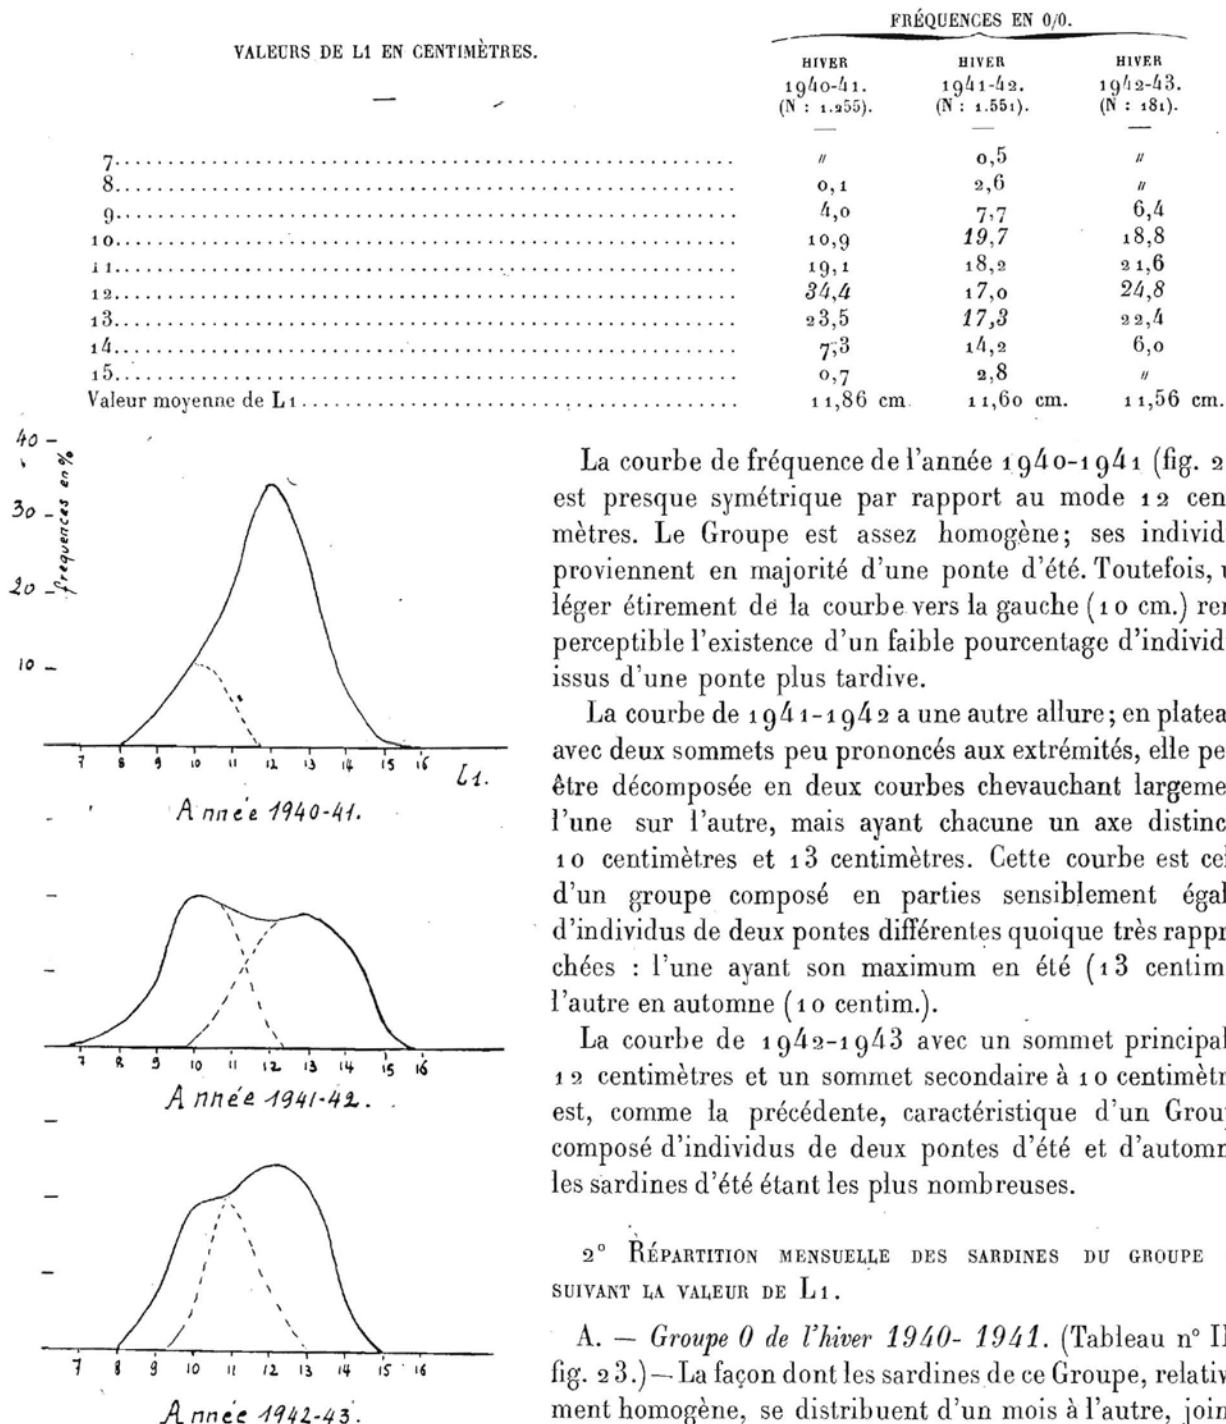 FRÉQUENCES EN 0/0.
VALEURS DE L1 EN CENTIMÈTRES.
HIVER HIVER HIVER
1940-41. 1941-42. 1942-43.
(N : 1.255). (N : 1.551). (N : 181).
— — — —
7 〃 0,5 〃
8 0,1 2,6 〃
9 4,0 7,7 6,4
10 10,9 19,7 18,8
11 19,1 18,2 21,6
12 34,4 17,0 24,8
13 23,5 17,3 22,4
14 7,3 14,2 6,0
15 0,7 2,8 〃
Valeur moyenne de L1 11,86 cm. 11,60 cm. 11,56 cm.
40
30
20
10
fréquences en %
7 8 9 10 11 12 13 14 15 16
L1.
Année 1940-41.
7 8 9 10 11 12 13 14 15 16
Année 1941-42.
7 8 9 10 11 12 13 14 15 16
Année 1942-43.
La courbe de fréquence de l'année 1940-1941 (fig. 2
est presque symétrique par rapport au mode 12 cen
mètres. Le Groupe est assez homogène; ses individ
proviennent en majorité d'une ponte d'été. Toutefois, u
léger étirement de la courbe vers la gauche (10 cm.) ren
perceptible l'existence d'un faible pourcentage d'individ
issus d'une ponte plus tardive.
La courbe de 1941-1942 a une autre allure; en platea
avec deux sommets peu prononcés aux extrémités, elle pe
être décomposée en deux courbes chevauchant largeme
l'une sur l'autre, mais ayant chacune un axe distinc
10 centimètres et 13 centimètres. Cette courbe est cel
d'un groupe composé en parties sensiblement égal
d'individus de deux pontes différentes quoique très rappr
chées : l'une ayant son maximum en été (13 centim
l'autre en automne (10 centim.).
La courbe de 1942-1943 avec un sommet principal
12 centimètres et un sommet secondaire à 10 centimètr
est, comme la précédente, caractéristique d'un Group
composé d'individus de deux pontes d'été et d'automn
les sardines d'été étant les plus nombreuses.
2° RÉPARTITION MENSUELLE DES SARDINES DU GROUPE
SUIVANT LA VALEUR DE L1.
A. — Groupe 0 de l'hiver 1940- 1941. (Tableau n° II
fig. 23.) — La façon dont les sardines de ce Groupe, relativ
ment homogène, se distribuent d'un mois à l'autre, join